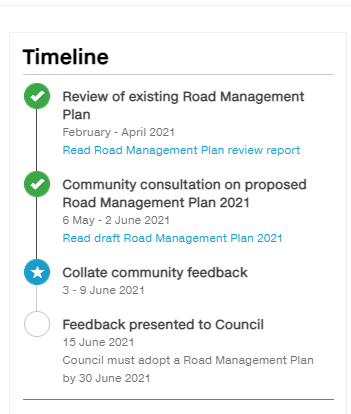 Timeline
Review of existing Road Management
Plan
February - April 2021
Read Road Management Plan review report
Community consultation on proposed
Road Management Plan 2021
6 May - 2 June 2021
Read draft Road Management Plan 2021
Collate community feedback
3 - 9 June 2021
Feedback presented to Council
15 June 2021
Council must adopt a Road Management Plan
by 30 June 2021